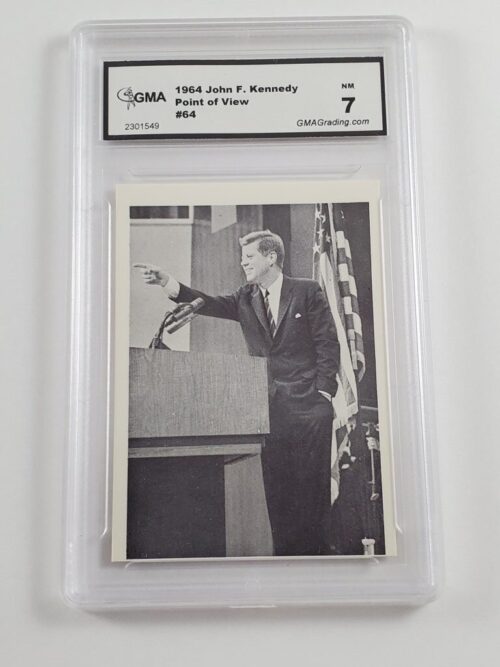 GMA
2301549
1964 John F. Kennedy
Point of View
#64
NM
7
GMAGrading.com